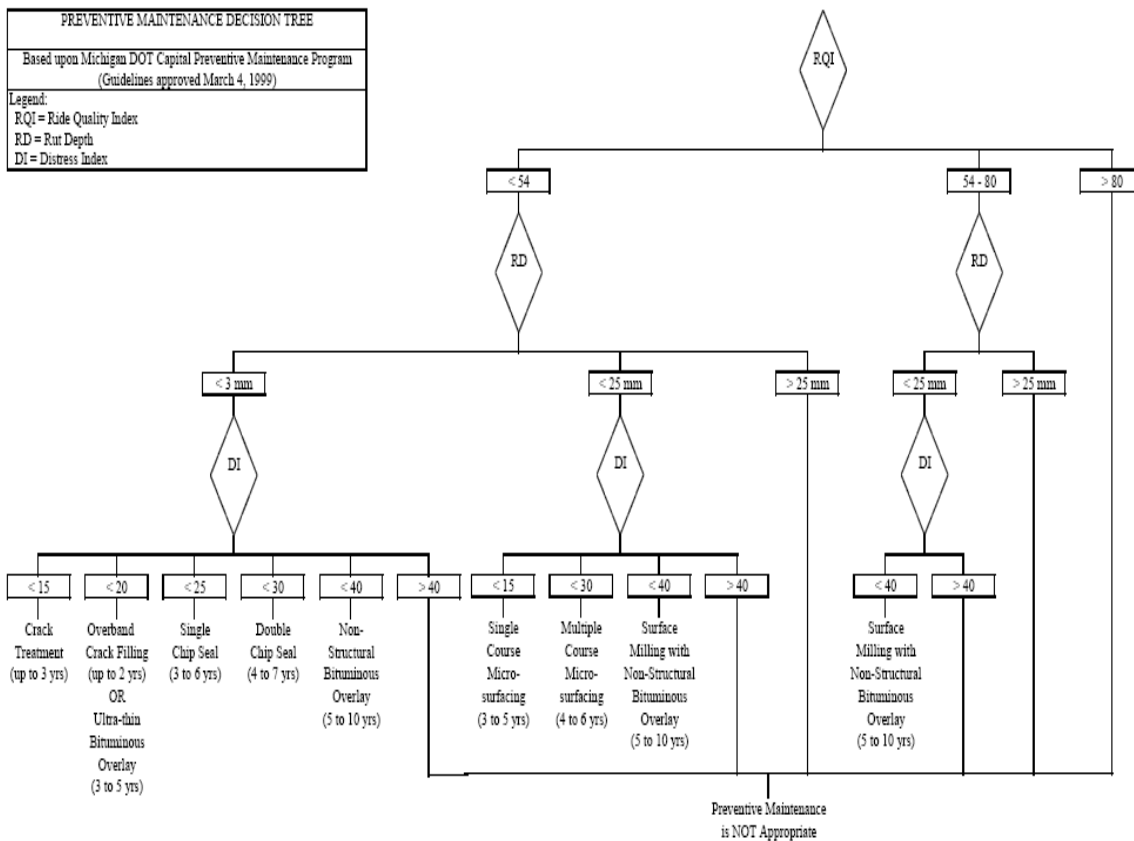 PREVENTIVE MAINTENANCE DECISION TREE
Based upon Michigan DOT Capital Preventive Maintenance Program
(Guidelines approved March 4, 1999)
Legend:
RQI = Ride Quality Index
RD = Rut Depth
DI = Distress Index
RQI
< 54
54 - 80
> 80
RD
RD
< 3 mm
< 25 mm
> 25 mm
< 25 mm
> 25 mm
DI
DI
DI
< 15
< 20
< 25
< 30
< 40
> 40
< 15
< 30
< 40
> 40
< 40
> 40
Crack
Treatment
(up to 3 yrs)
Overband
Crack Filling
(up to 2 yrs)
OR
Ultra-thin
Bituminous
Overlay
(3 to 5 yrs)
Single
Chip Seal
(3 to 6 yrs)
Double
Chip Seal
(4 to 7 yrs)
Non-
Structural
Bituminous
Overlay
(5 to 10 yrs)
Single
Course
Micro-
surfacing
(3 to 5 yrs)
Multiple
Course
Micro-
surfacing
(4 to 6 yrs)
Surface
Milling with
Non-Structural
Bituminous
Overlay
(5 to 10 yrs)
Surface
Milling with
Non-Structural
Bituminous
Overlay
(5 to 10 yrs)
Preventive Maintenance
is NOT Appropriate